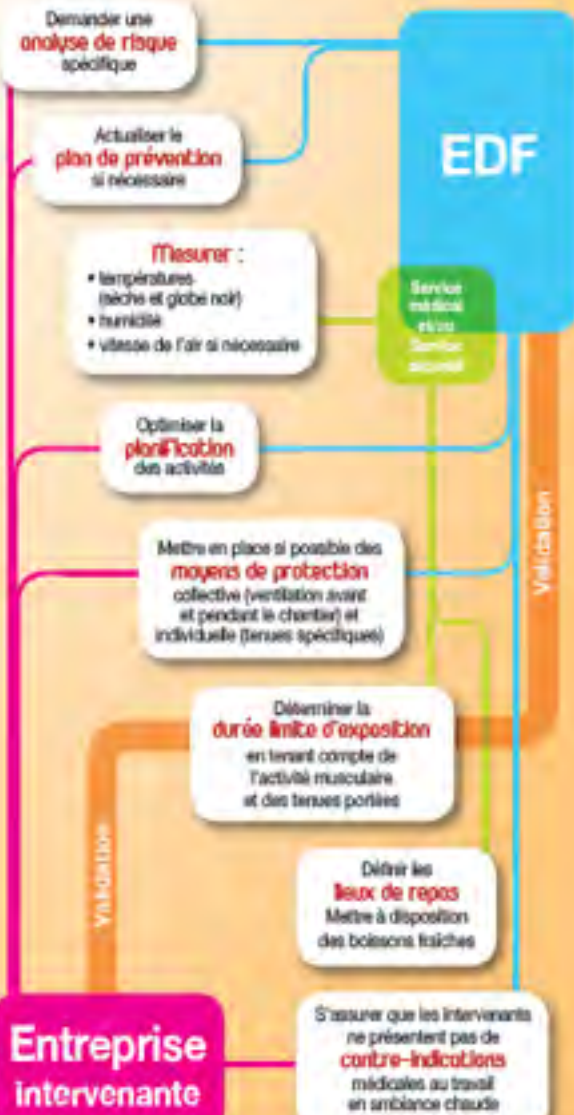 Demander une
analyse de risque
spécifique
EDF
Actualiser le
plan de prévention
si nécessaire
Mesurer :
• températures
(sèche et globe noir)
• humidité
• vitesse de l'air si nécessaire
Service
médical
et/ou
Service
Optimiser la
planification
des activités
Validation
Mettre en place si possible des
moyens de protection
collective (ventilation avant
et pendant le chantier) et
individuelle (tenues spécifiques)
Déterminer la
durée limite d'exposition
en tenant compte de
l'activité musculaire
et des tenues portées
Validation
Définir les
lieux de repos
Mettre à disposition
des boissons fraîches
Entreprise
intervenante
S'assurer que les intervenants
ne présentent pas de
contre-indications
médicales au travail
en ambiance chaude